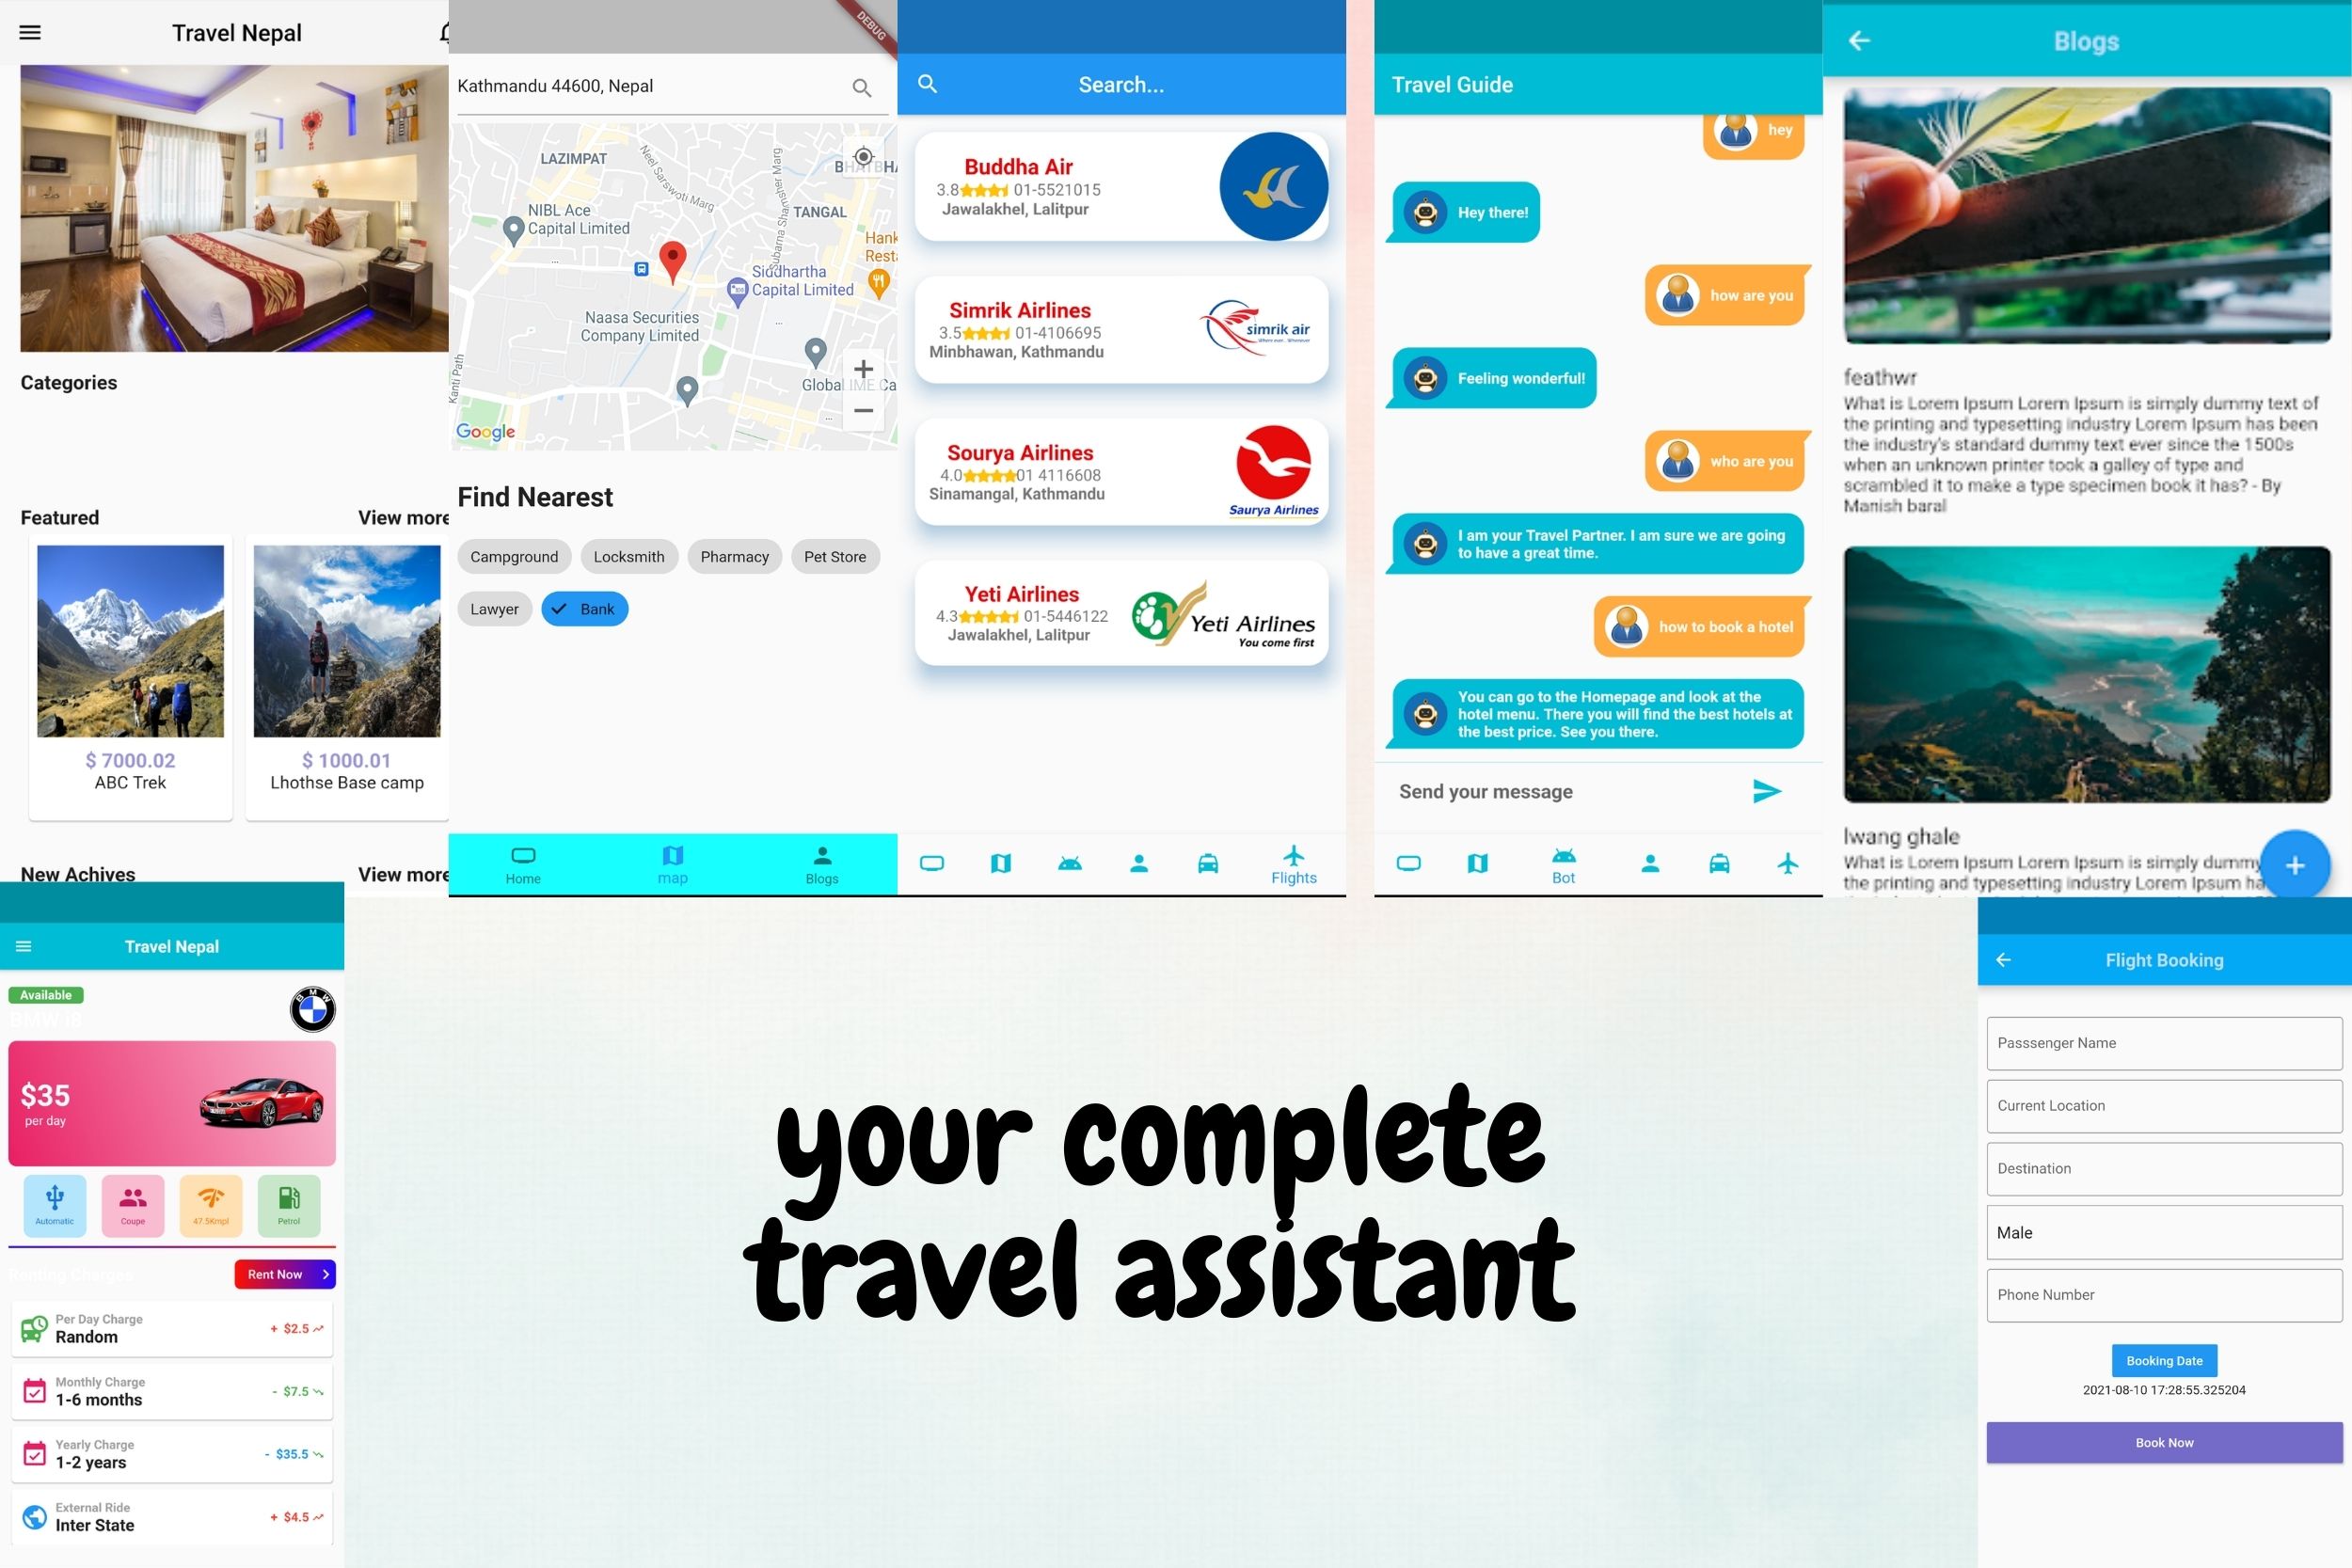 Travel Nepal
Categories
Featured
View more
$ 7000.02
ABC Trek
$ 1000.01
Lhothse Base camp
New Achives
View more
DEBUG
Kathmandu 44600, Nepal
LAZIMPAT
Neel Sarswoti Marg
NIBL Ace
Capital Limited
TANGAL
Siddhartha
Capital Limited
Naasa Securities
Company Limited
Kanti Path
Global IME Ca
Google
Find Nearest
Campground
Locksmith
Pharmacy
Pet Store
Lawyer
Bank
Home
map
Blogs
Search...
Buddha Air
3.8 01-5521015
Jawalakhel, Lalitpur
Simrik Airlines
3.5 01-4106695
Minbhawan, Kathmandu
simrik air
Sourya Airlines
4.0 01 4116608
Sinamangal, Kathmandu
Saurya Airlines
Yeti Airlines
4.3 01-5446122
Jawalakhel, Lalitpur
Yeti Airlines
You come first
Flights
Travel Guide
hey
Hey there!
how are you
Feeling wonderful!
who are you
I am your Travel Partner. I am sure we are going
to have a great time.
how to book a hotel
You can go to the Homepage and look at the
hotel menu. There you will find the best hotels at
the best price. See you there.
Send your message
Bot
Blogs
feathwr
What is Lorem Ipsum Lorem Ipsum is simply dummy text of
the printing and typesetting industry Lorem Ipsum has been
the industry's standard dummy text ever since the 1500s
when an unknown printer took a galley of type and
scrambled it to make a type specimen book it has? - By
Manish baral
lwang ghale
What is Lorem Ipsum Lorem Ipsum is simply dummy
the printing and typesetting industry Lorem Ipsum ha
Travel Nepal
Available
BMW i8
BMW
$35
per day
Automatic
Coupe
47.5Kmpl
Petrol
Rent Now
Per Day Charge
Random
+ $2.5
Monthly Charge
1-6 months
- $7.5
Yearly Charge
1-2 years
- $35.5
External Ride
Inter State
+ $4.5
your complete
travel assistant
Flight Booking
Passsenger Name
Current Location
Destination
Male
Phone Number
Booking Date
2021-08-10 17:28:55.325204
Book Now